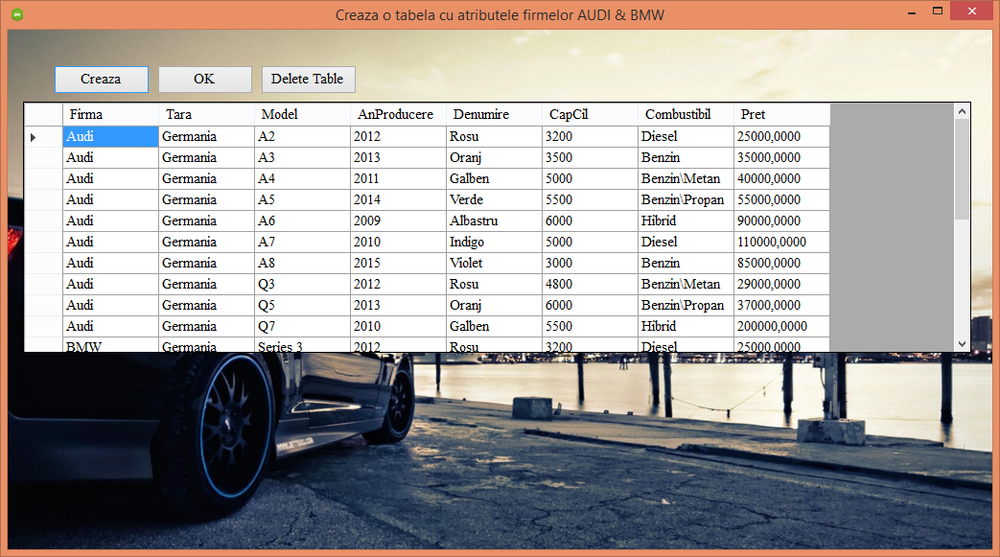 Creaza o tabela cu atributele firmelor AUDI & BMW
Creaza OK Delete Table
Firma Tara Model AnProducere Denumire CapCil Combustibil Pret
Audi Germania A2 2012 Rosu 3200 Diesel 25000,0000
Audi Germania A3 2013 Oranj 3500 Benzin 35000,0000
Audi Germania A4 2011 Galben 5000 Benzin\Metan 40000,0000
Audi Germania A5 2014 Verde 5500 Benzin\Propan 55000,0000
Audi Germania A6 2009 Albastru 6000 Hibrid 90000,0000
Audi Germania A7 2010 Indigo 5000 Diesel 110000,0000
Audi Germania A8 2015 Violet 3000 Benzin 85000,0000
Audi Germania Q3 2012 Rosu 4800 Benzin\Metan 29000,0000
Audi Germania Q5 2013 Oranj 6000 Benzin\Propan 37000,0000
Audi Germania Q7 2010 Galben 5500 Hibrid 200000,0000
BMW Germania Series 3 2012 Rosu 3200 Diesel 25000,0000